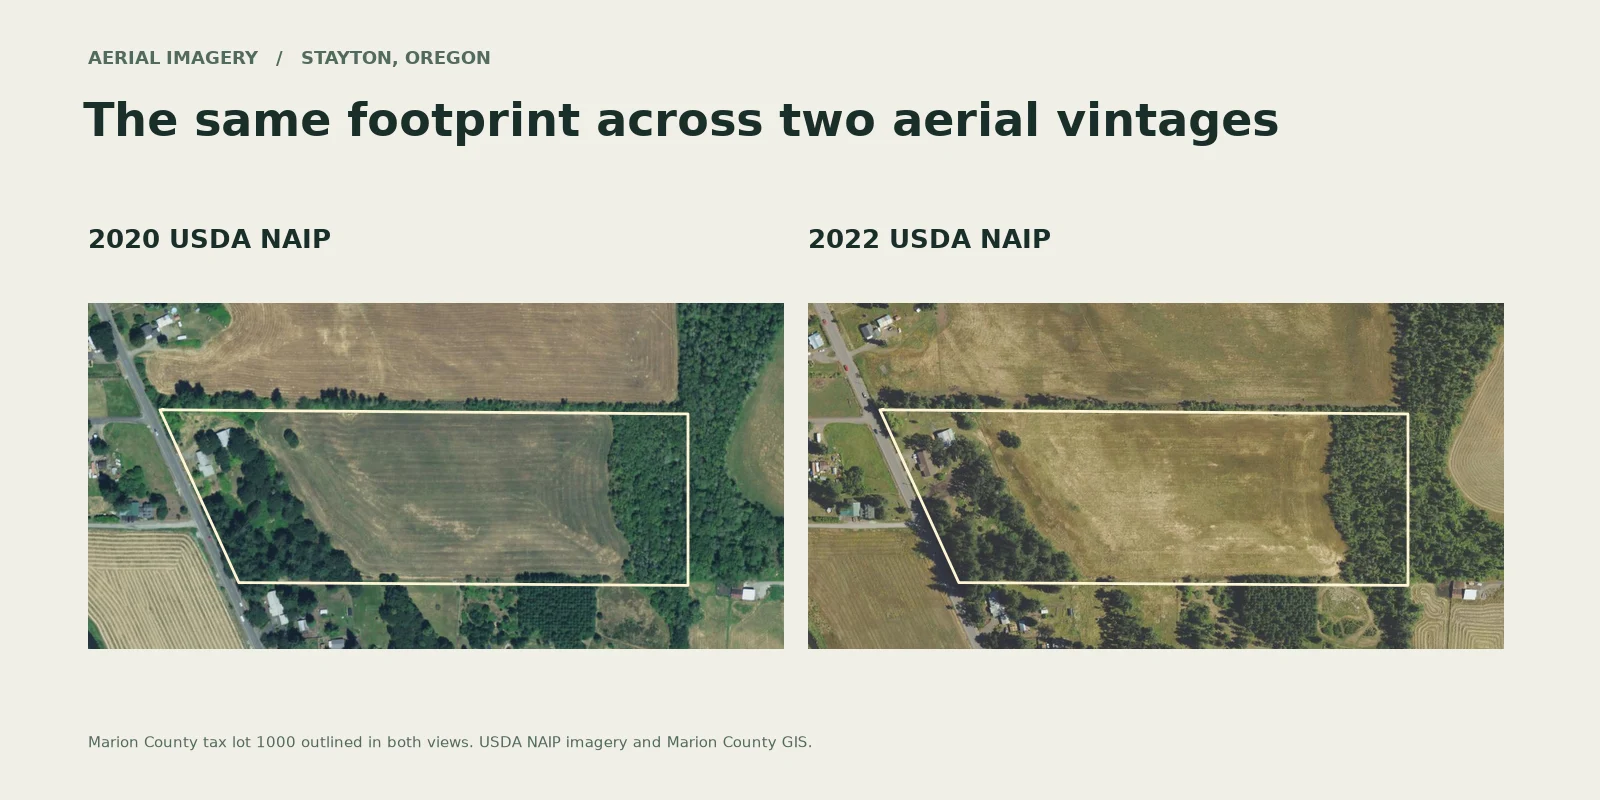 AERIAL IMAGERY / STAYTON, OREGON
The same footprint across two aerial vintages
2020 USDA NAIP
2022 USDA NAIP
Marion County tax lot 1000 outlined in both views. USDA NAIP imagery and Marion County GIS.